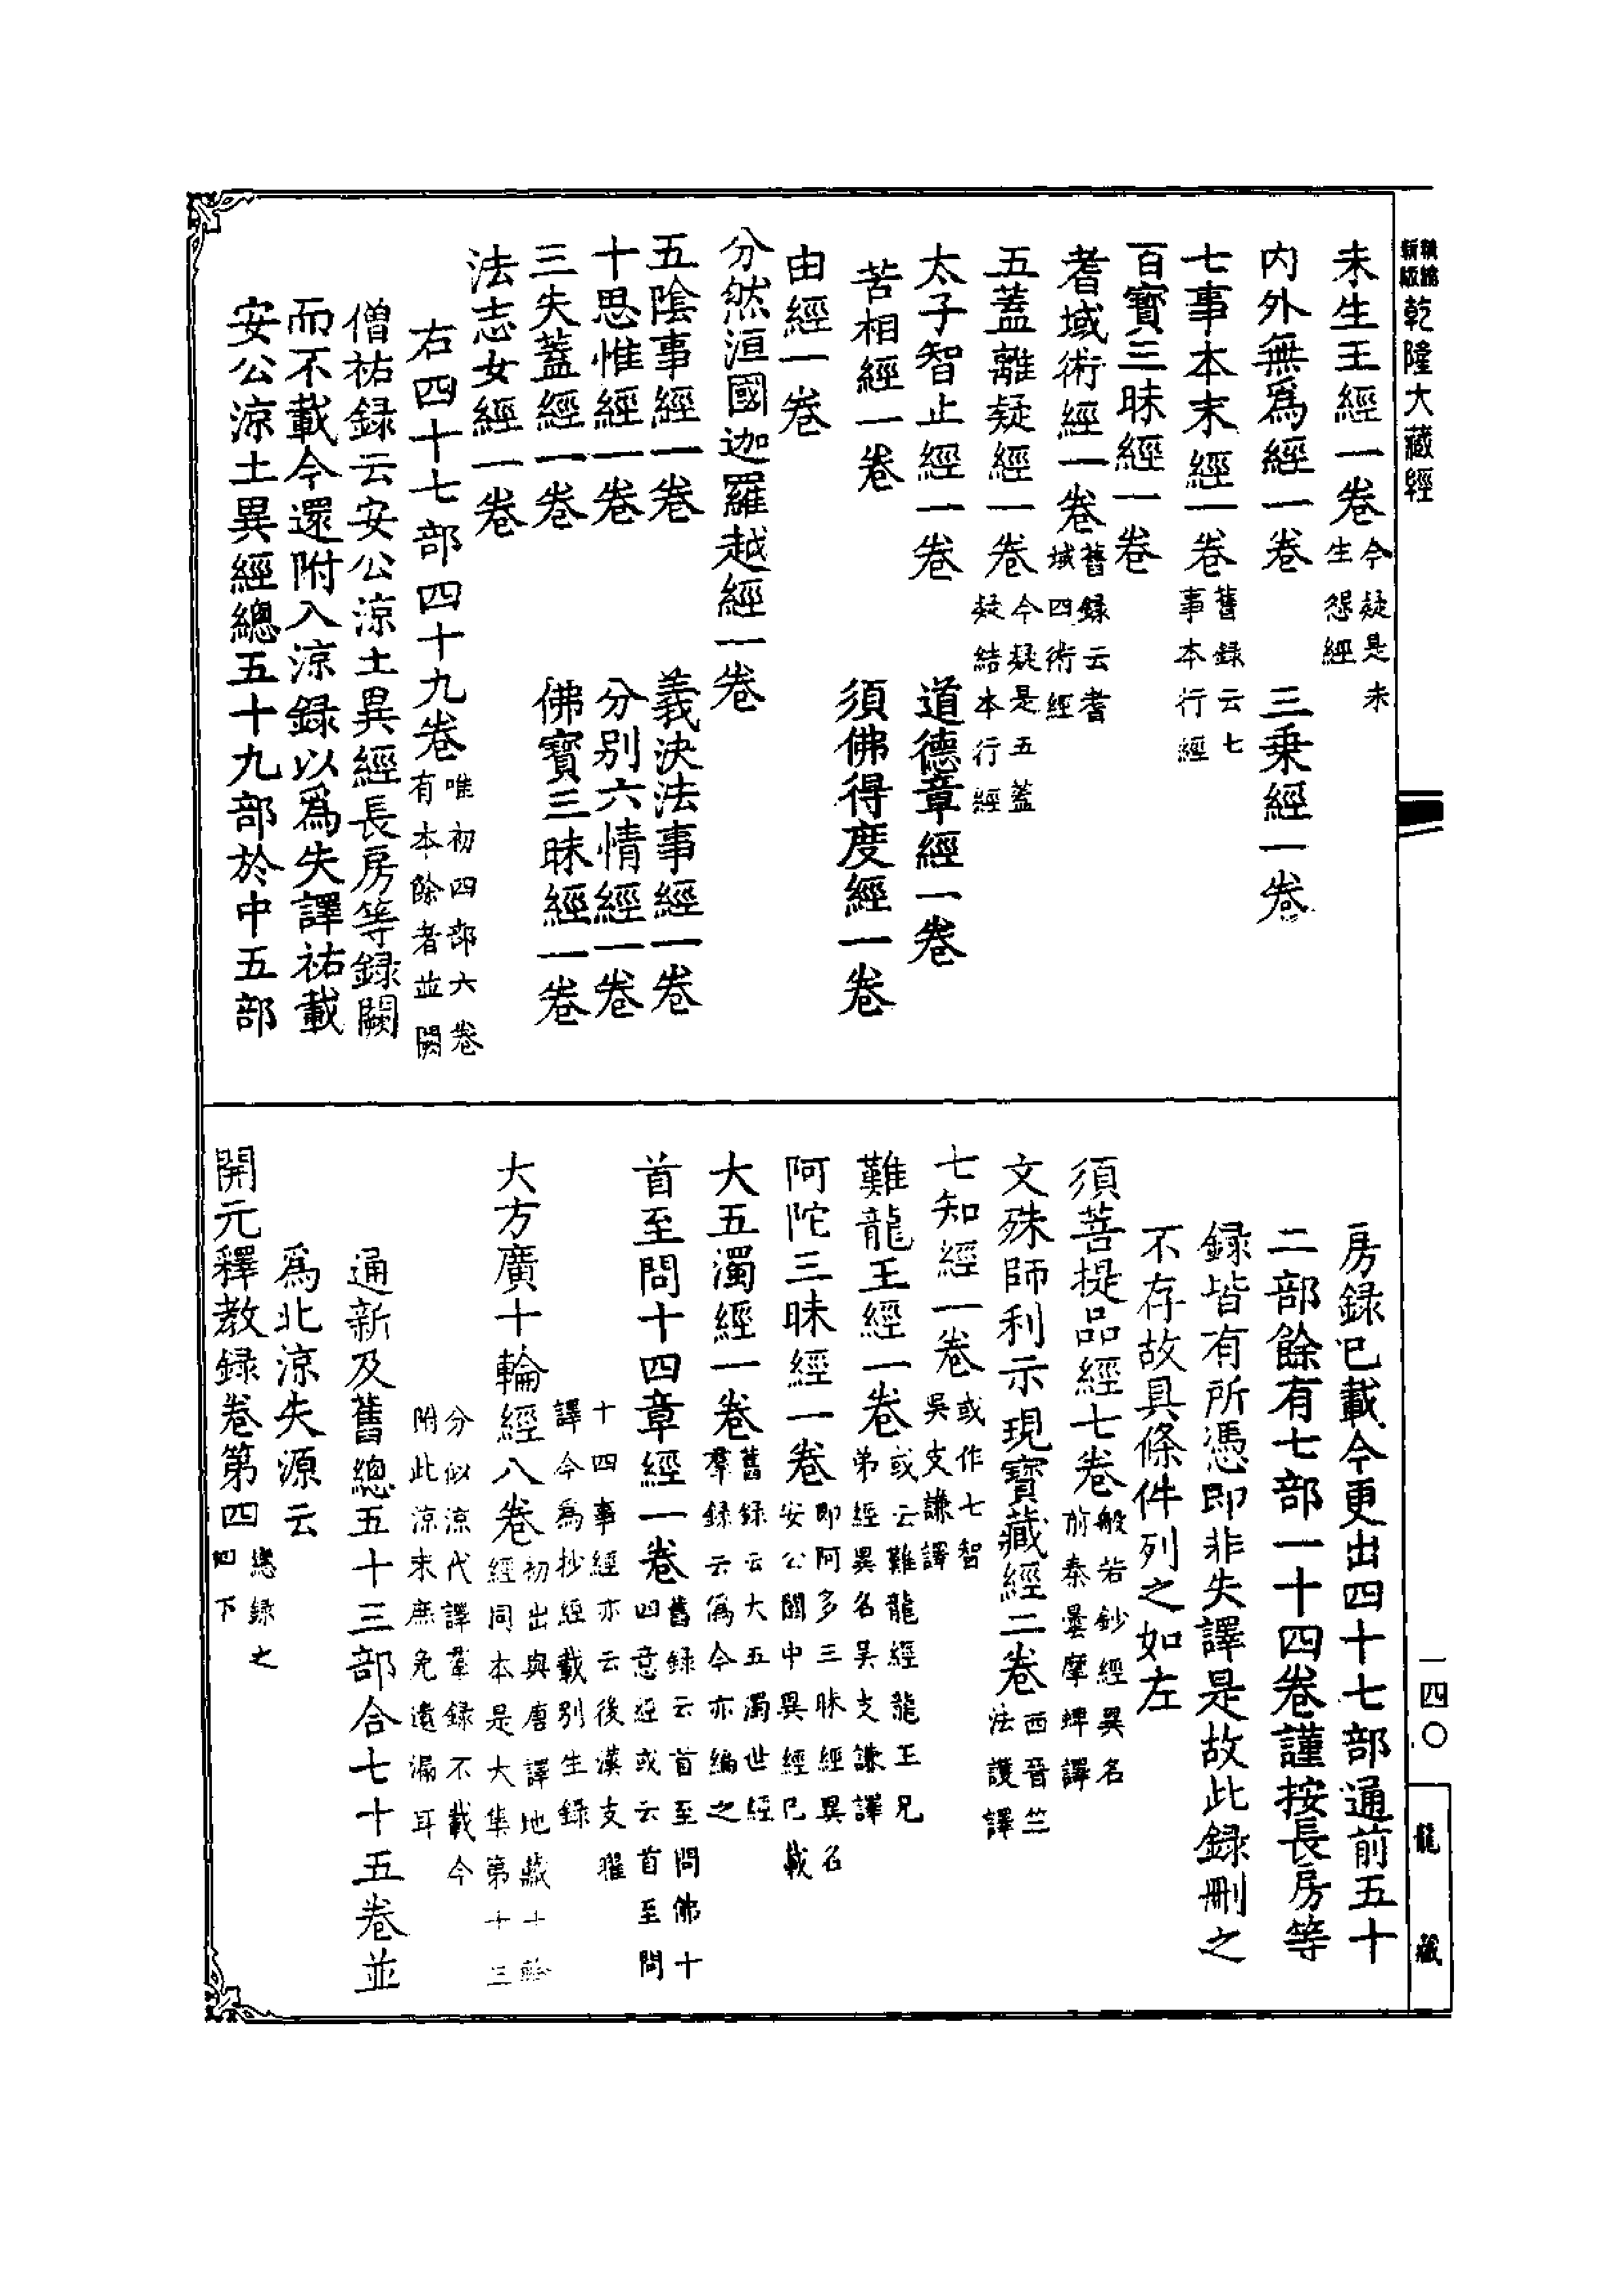 精編新版乾隆大藏經
未生王經一卷今疑是未生怨經
內外無爲經一卷 三乗經一卷
七事本末經一卷舊録云七事本行經
百寶三昧經一卷
耆域術經一卷舊録云耆域四術經
五蓋離疑經一卷今疑是五蓋疑結本行經
太子智止經一卷 道德章經一卷
苦相經一卷 須佛得度經一卷
由經一卷
分然洹國迦羅越經一卷
五陰事經一卷 義決法事經一卷
十思惟經一卷 分別六情經一卷
三失蓋經一卷 佛寶三昧經一卷
法志女經一卷
右四十七部四十九卷唯初四部六卷有本除者並闕
僧祐録云安公涼土異經長房等録闕
而不載今還附入涼録以爲失譯祐載
安公涼土異經總五十九部於中五部
房録已載今更出四十七部通前五十
二部餘有七部一十四卷謹按長房等
録皆有所憑即非失譯是故此録刪之
不存故具條件列之如左
須菩提品經七卷般若鈔經異名前秦曇摩蜱譯
文殊師利示現寶藏經二卷西晉竺法護譯
七知經一卷或作七智吳支謙譯
難龍王經一卷或云難龍經龍王兄弟經異名吳支謙譯
阿陀三昧經一卷即阿多三昧經異名安公關中異經已載
大五濁經一卷舊録云大五濁世經羣録云爲今亦編之
首至問十四章經一卷舊録云首至問佛十四意經或云首至問
十四事經亦云後漢支曜譯今爲抄經載別生録
大方廣十輪經八卷初出與唐譯地藏十輪經同本是大集第十三
分似涼代譯羣録不載今附此涼末庶免遺漏耳
通新及舊總五十三部合七十五卷並
爲北涼失源云
開元釋教録卷第四總録之四下
一四〇
龍藏